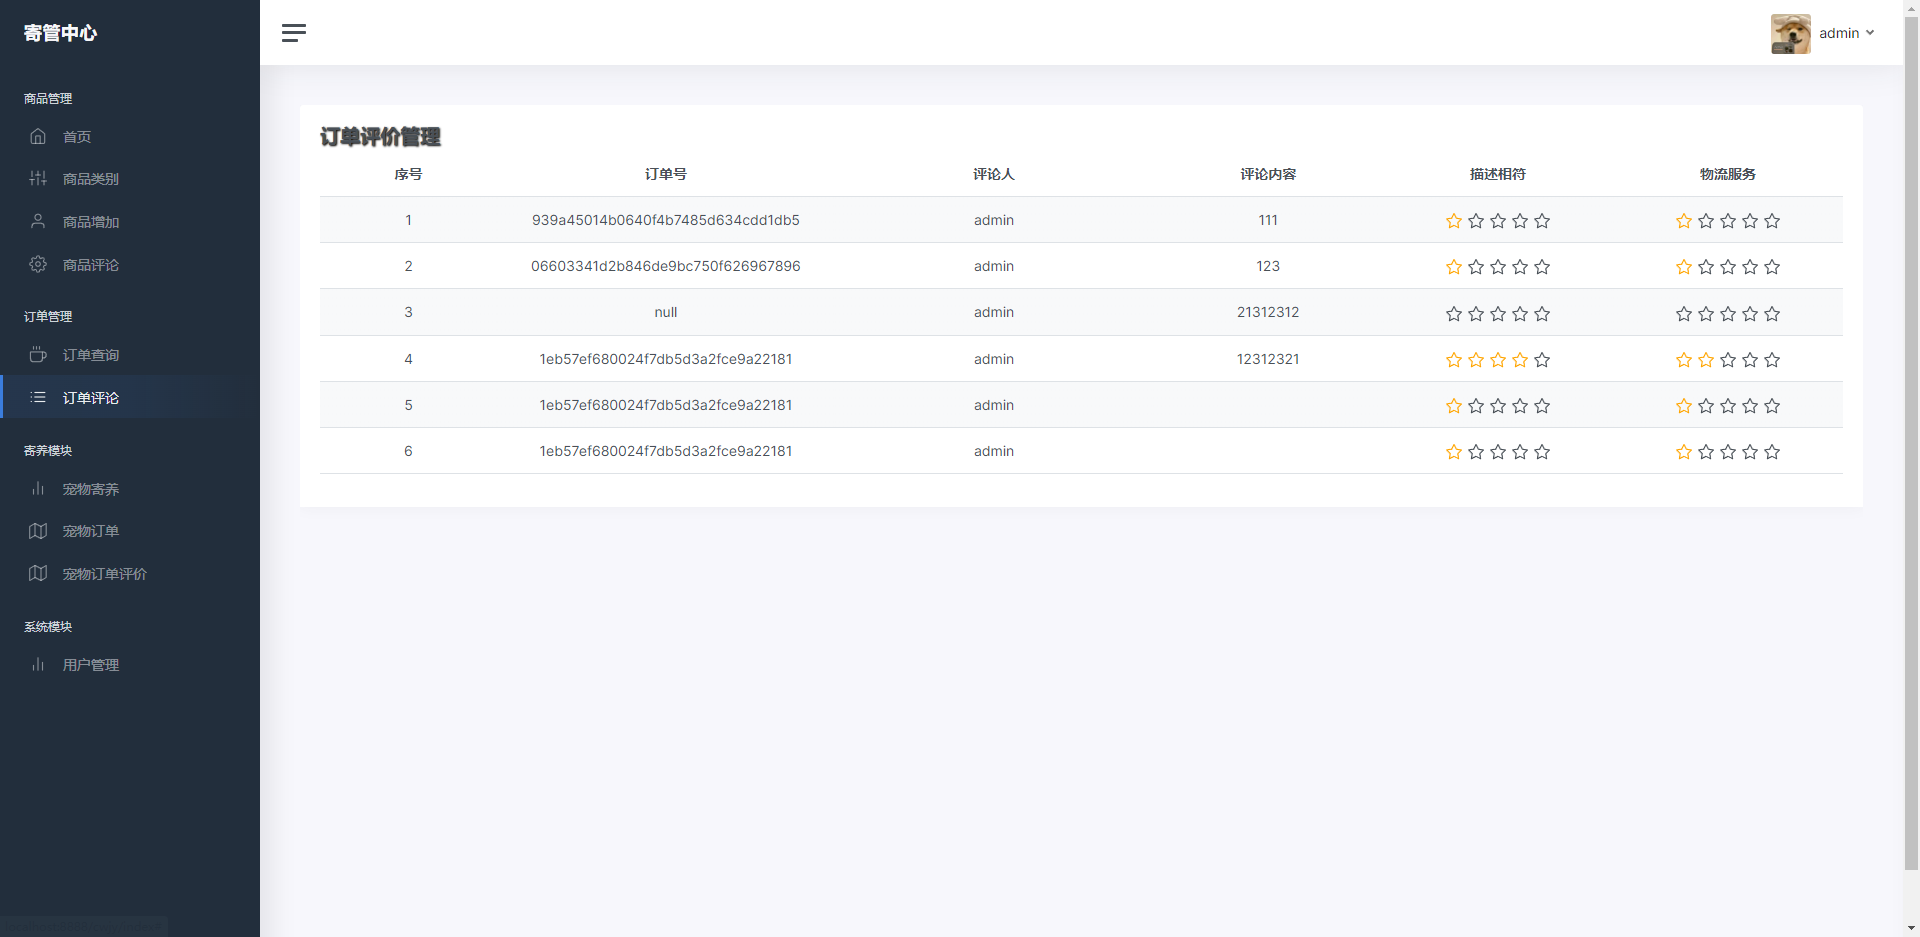 寄管中心
admin
商品管理
首页
商品类别
商品增加
商品评论
订单管理
订单查询
订单评论
寄养模块
宠物寄养
宠物订单
宠物订单评价
系统模块
用户管理
订单评价管理
序号 订单号 评论人 评论内容 描述相符 物流服务
1 939a45014b0640f4b7485d634cdd1db5 admin 111
2 06603341d2b846de9bc750f626967896 admin 123
3 null admin 21312312
4 1eb57ef680024f7db5d3a2fce9a22181 admin 12312321
5 1eb57ef680024f7db5d3a2fce9a22181 admin
6 1eb57ef680024f7db5d3a2fce9a22181 admin